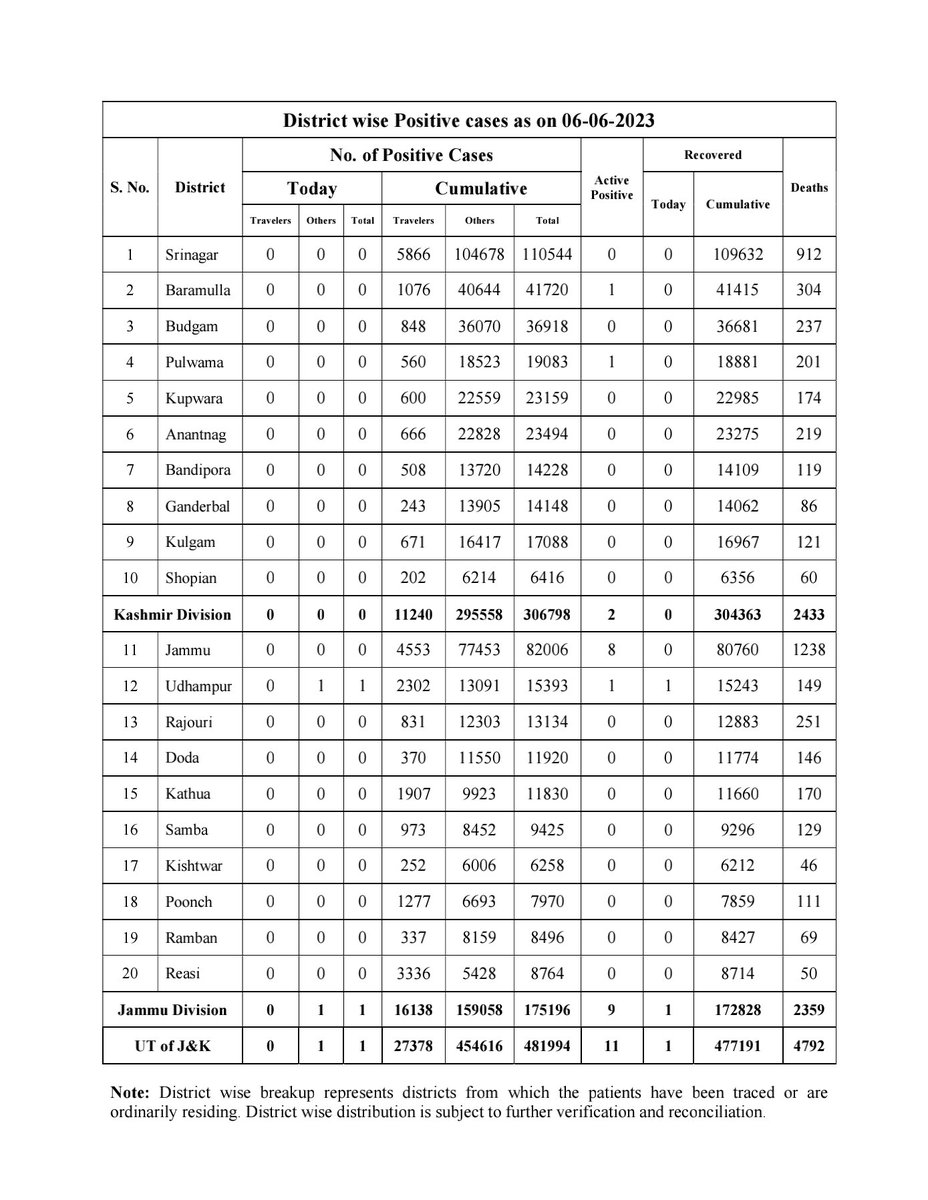 District wise Positive cases as on 06-06-2023
S. No. District No. of Positive Cases Active Positive Recovered Deaths
Today Cumulative Today Cumulative
Travelers Others Total Travelers Others Total
1 Srinagar 0 0 0 5866 104678 110544 0 0 109632 912
2 Baramulla 0 0 0 1076 40644 41720 1 0 41415 304
3 Budgam 0 0 0 848 36070 36918 0 0 36681 237
4 Pulwama 0 0 0 560 18523 19083 1 0 18881 201
5 Kupwara 0 0 0 600 22559 23159 0 0 22985 174
6 Anantnag 0 0 0 666 22828 23494 0 0 23275 219
7 Bandipora 0 0 0 508 13720 14228 0 0 14109 119
8 Ganderbal 0 0 0 243 13905 14148 0 0 14062 86
9 Kulgam 0 0 0 671 16417 17088 0 0 16967 121
10 Shopian 0 0 0 202 6214 6416 0 0 6356 60
Kashmir Division 0 0 0 11240 295558 306798 2 0 304363 2433
11 Jammu 0 0 0 4553 77453 82006 8 0 80760 1238
12 Udhampur 0 1 1 2302 13091 15393 1 1 15243 149
13 Rajouri 0 0 0 831 12303 13134 0 0 12883 251
14 Doda 0 0 0 370 11550 11920 0 0 11774 146
15 Kathua 0 0 0 1907 9923 11830 0 0 11660 170
16 Samba 0 0 0 973 8452 9425 0 0 9296 129
17 Kishtwar 0 0 0 252 6006 6258 0 0 6212 46
18 Poonch 0 0 0 1277 6693 7970 0 0 7859 111
19 Ramban 0 0 0 337 8159 8496 0 0 8427 69
20 Reasi 0 0 0 3336 5428 8764 0 0 8714 50
Jammu Division 0 1 1 16138 159058 175196 9 1 172828 2359
UT of J&K 0 1 1 27378 454616 481994 11 1 477191 4792
Note: District wise breakup represents districts from which the patients have been traced or are
ordinarily residing. District wise distribution is subject to further verification and reconciliation.